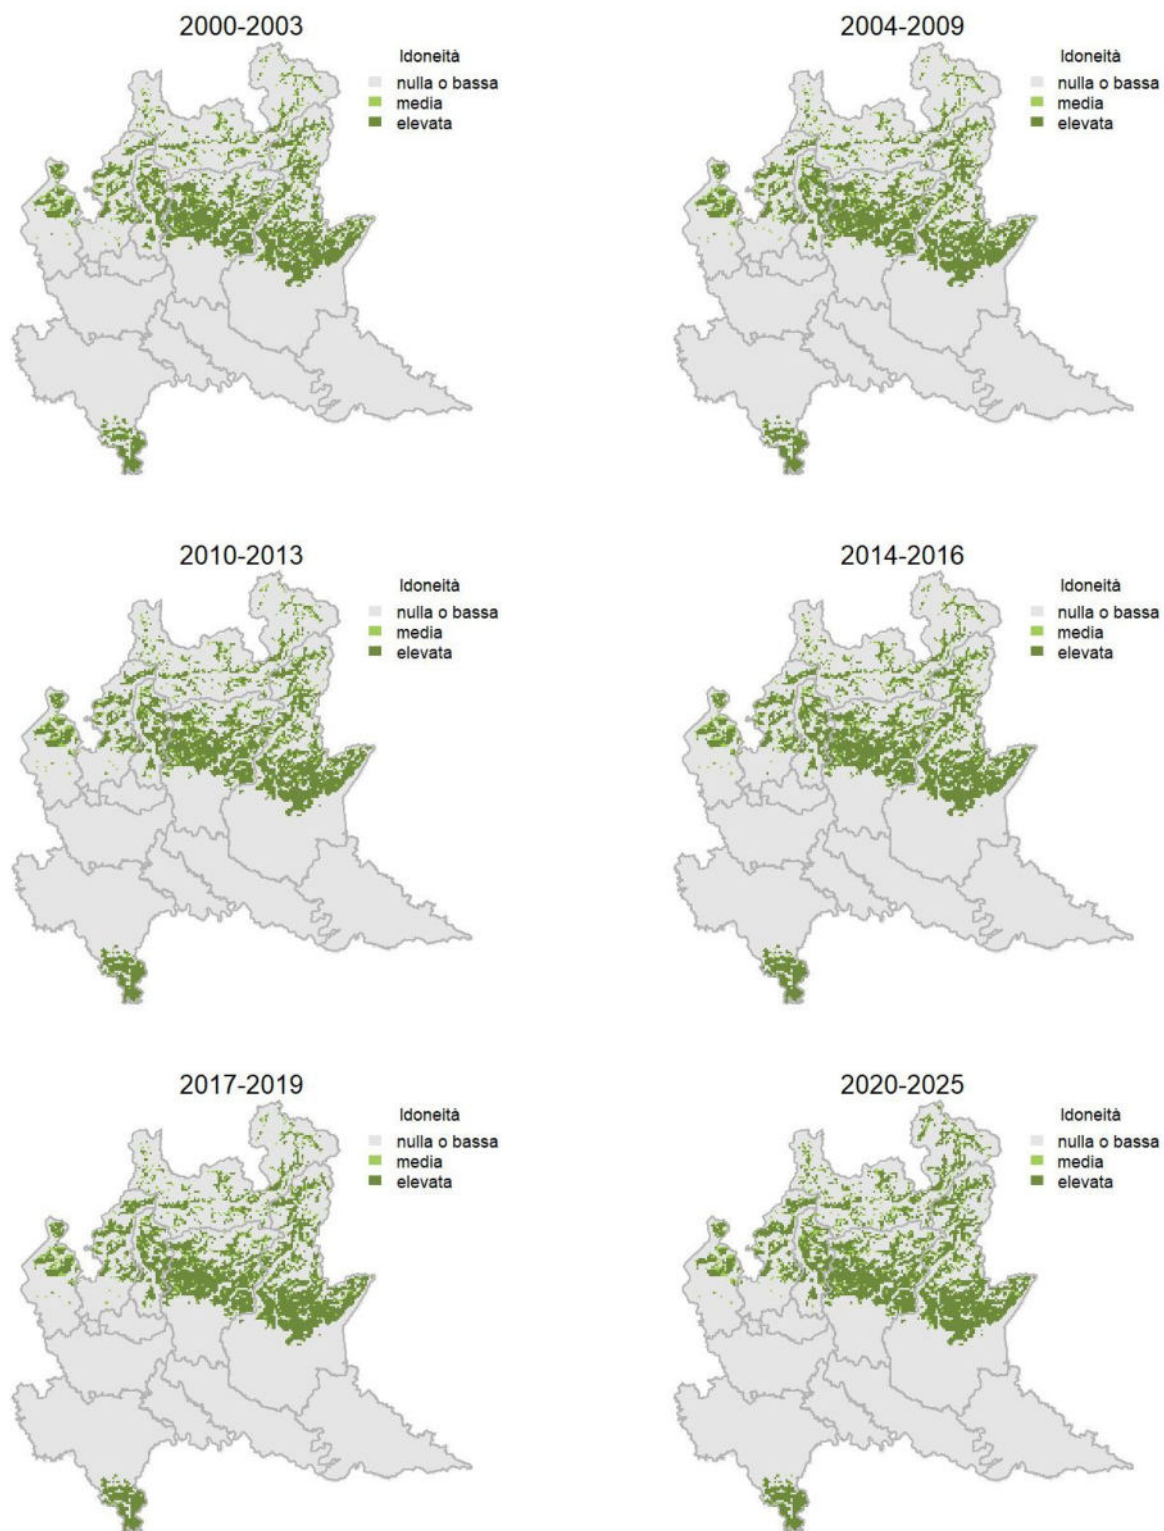 2000-2003
Idoneità
nulla o bassa
media
elevata
2004-2009
Idoneità
nulla o bassa
media
elevata
2010-2013
Idoneità
nulla o bassa
media
elevata
2014-2016
Idoneità
nulla o bassa
media
elevata
2017-2019
Idoneità
nulla o bassa
media
elevata
2020-2025
Idoneità
nulla o bassa
media
elevata